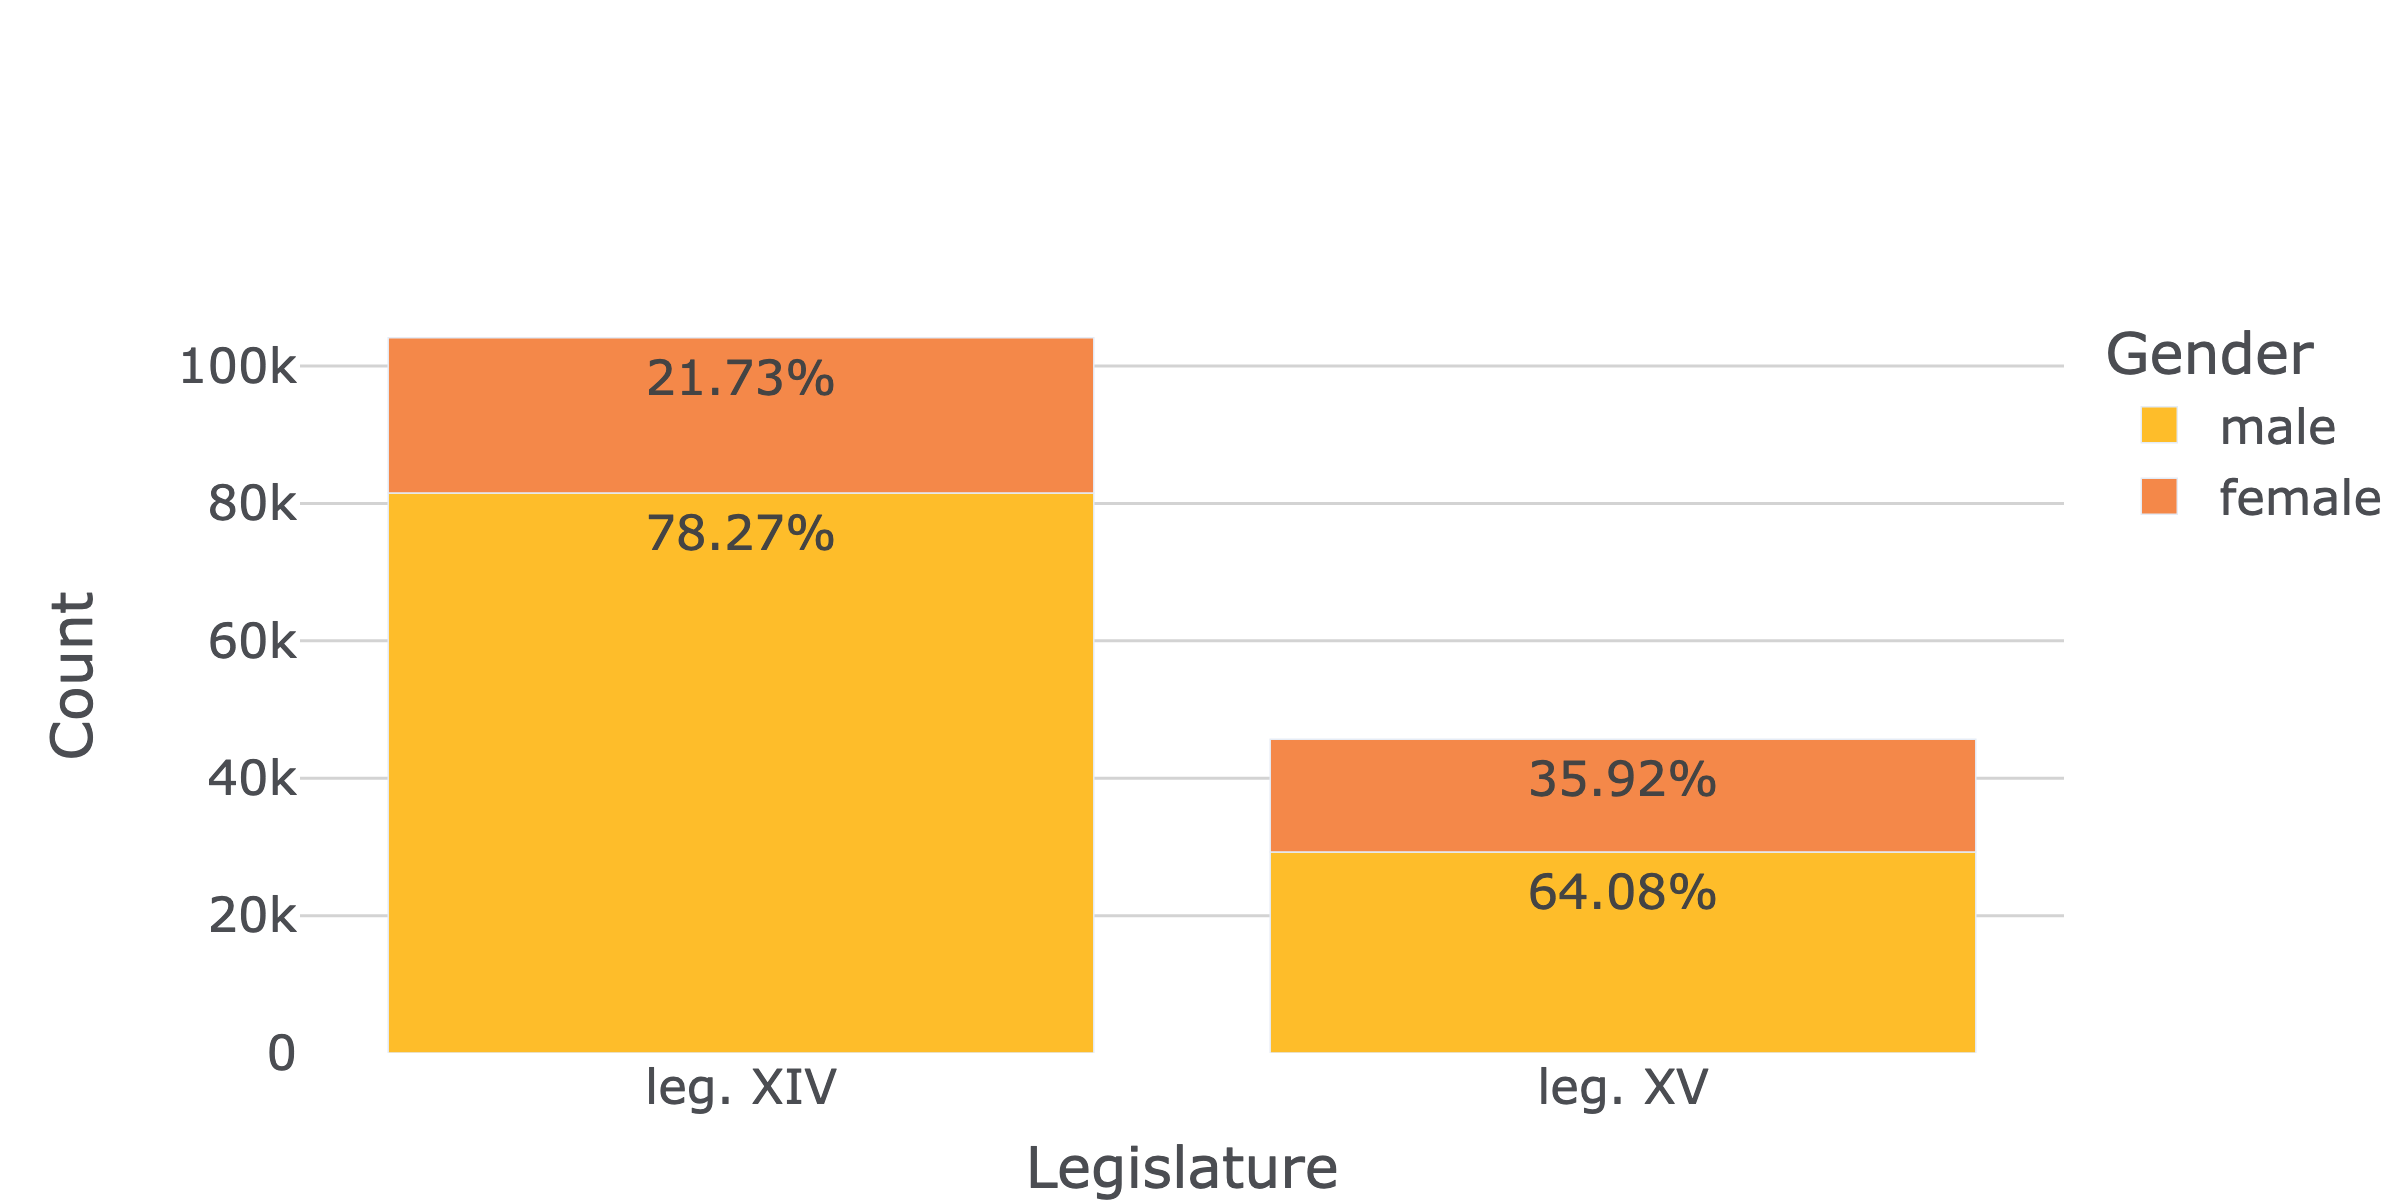 Count
100k
80k
60k
40k
20k
0
21.73%
78.27%
35.92%
64.08%
leg. XIV
leg. XV
Legislature
Gender
male
female